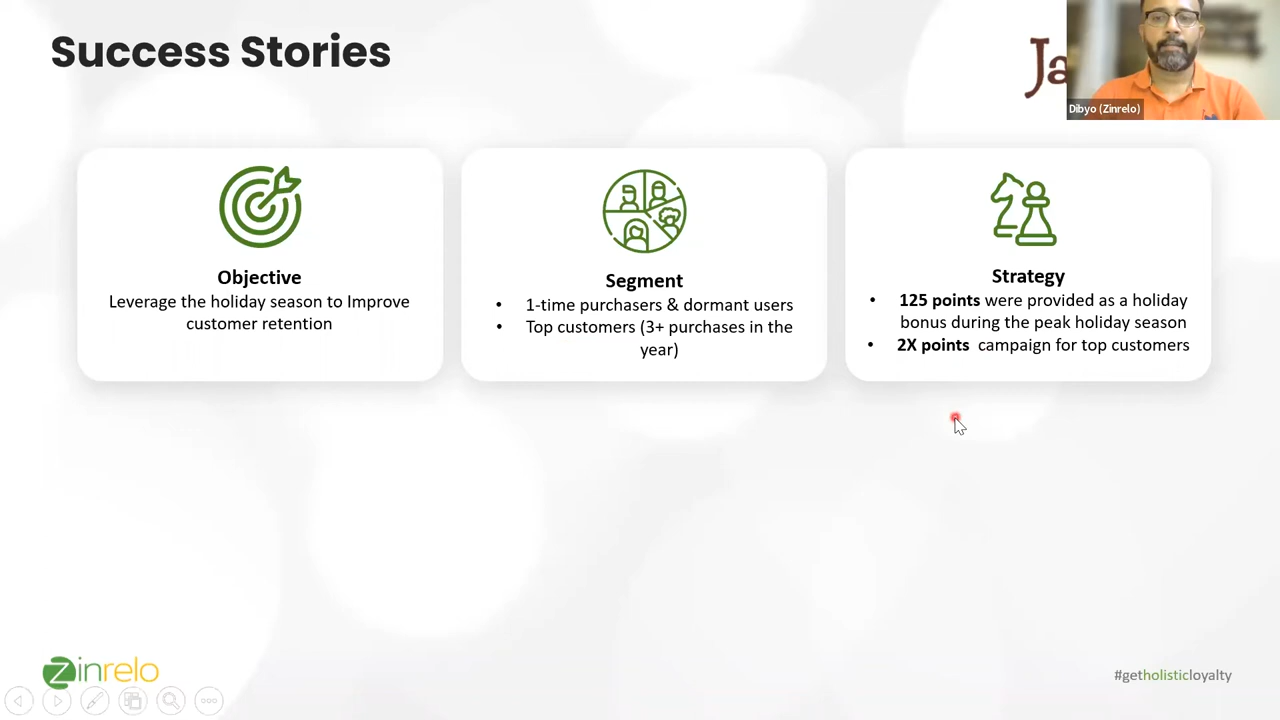 Success Stories
Ja
Dibyo (Zinrelo)
Objective
Leverage the holiday season to Improve
customer retention
Segment
• 1-time purchasers & dormant users
• Top customers (3+ purchases in the
year)
Strategy
• 125 points were provided as a holiday
bonus during the peak holiday season
• 2X points campaign for top customers
zinrelo
#getholisticloyalty